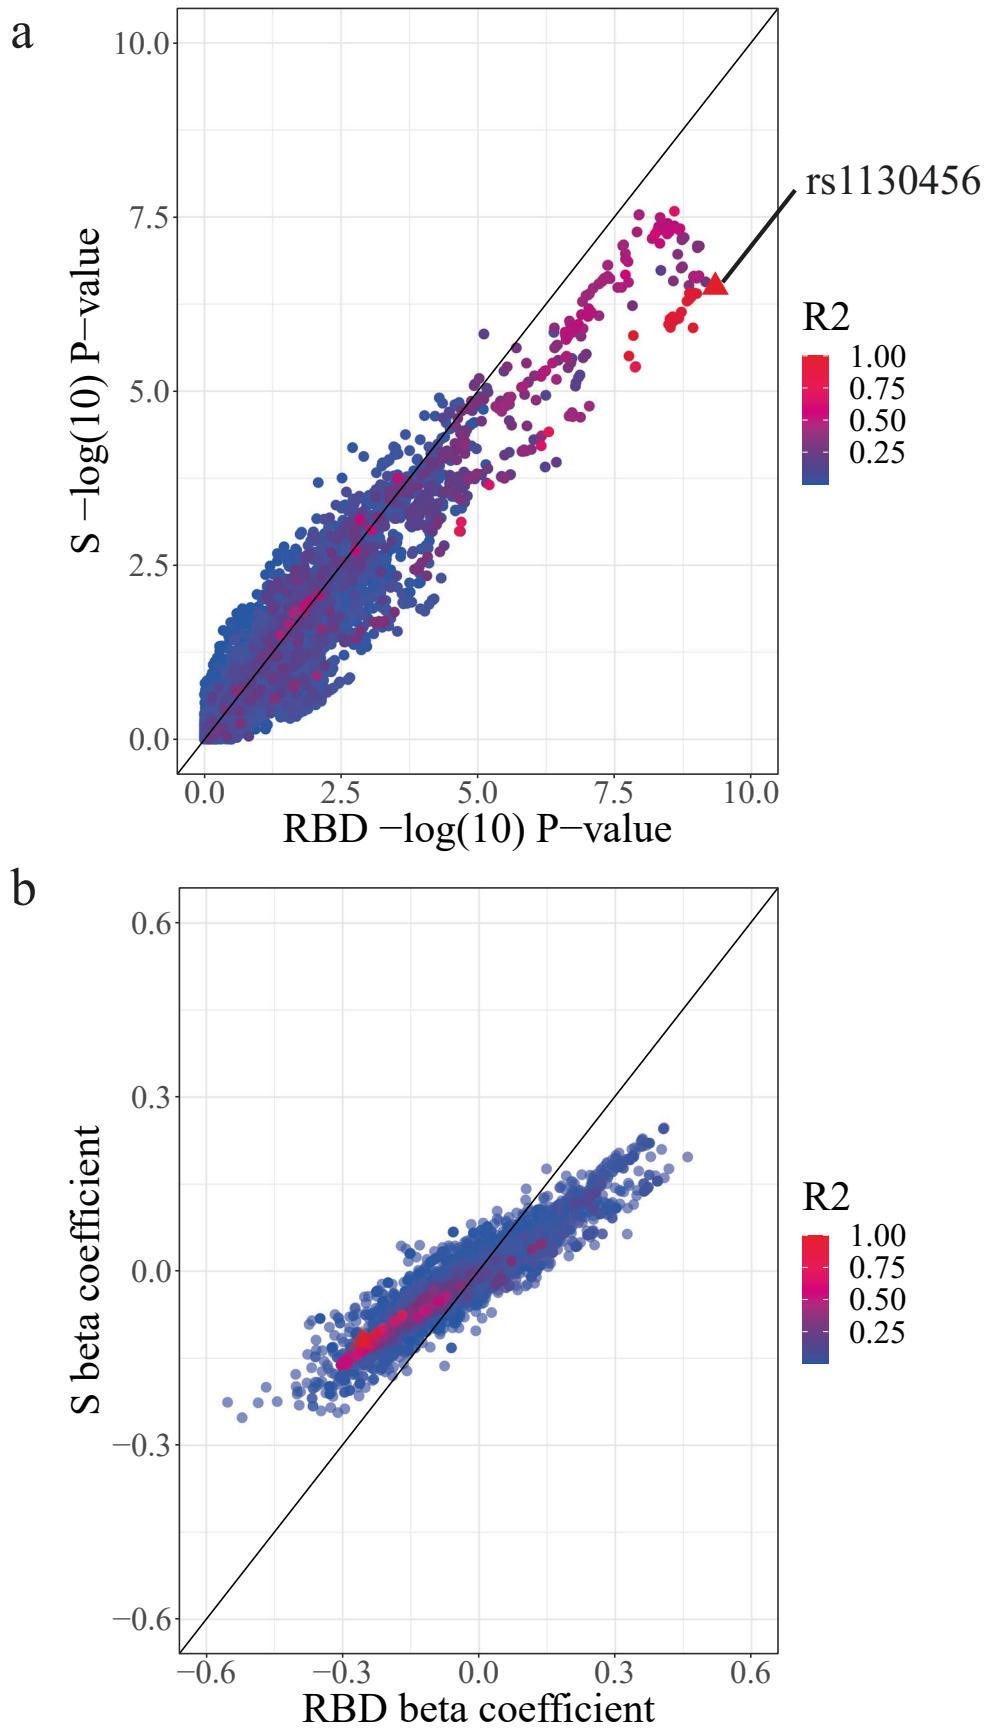 a
10.0
7.5
5.0
2.5
0.0
S −log(10) P−value
0.0 2.5 5.0 7.5 10.0
RBD −log(10) P−value
rs1130456
R2
1.00
0.75
0.50
0.25
b
0.6
0.3
0.0
−0.3
−0.6
S beta coefficient
−0.6 −0.3 0.0 0.3 0.6
RBD beta coefficient
R2
1.00
0.75
0.50
0.25